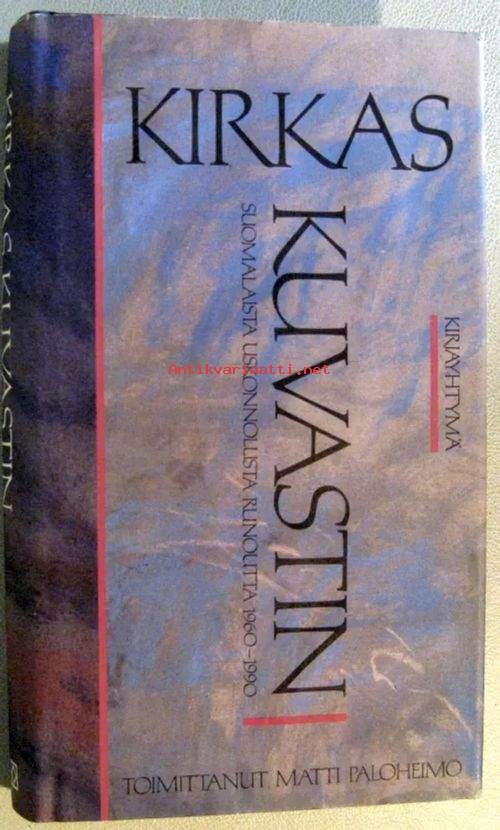 KIRKAS
KUVASTIN
SUOMALAISTA USKONNOLLISTA RUNOUTTA 1960–1990
KIRJAYHTYMÄ
TOIMITTANUT MATTI PALOHEIMO
KIRKAS KUVASTIN
Antikvariaatti.net